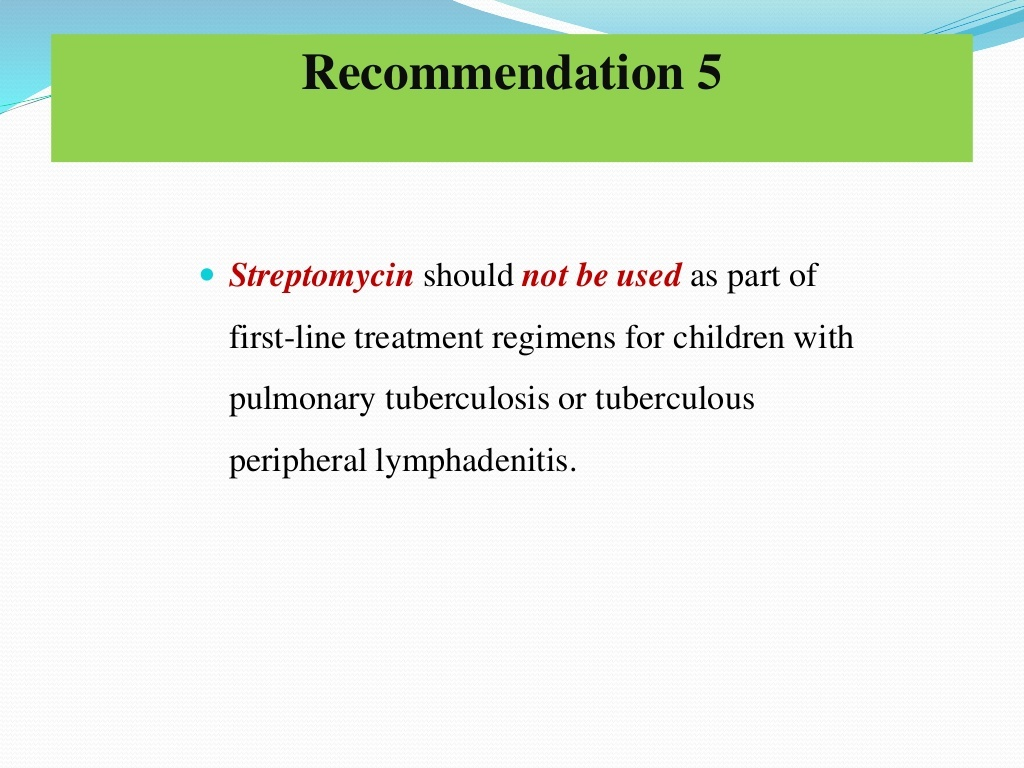 Recommendation 5
• Streptomycin should not be used as part of
first-line treatment regimens for children with
pulmonary tuberculosis or tuberculous
peripheral lymphadenitis.